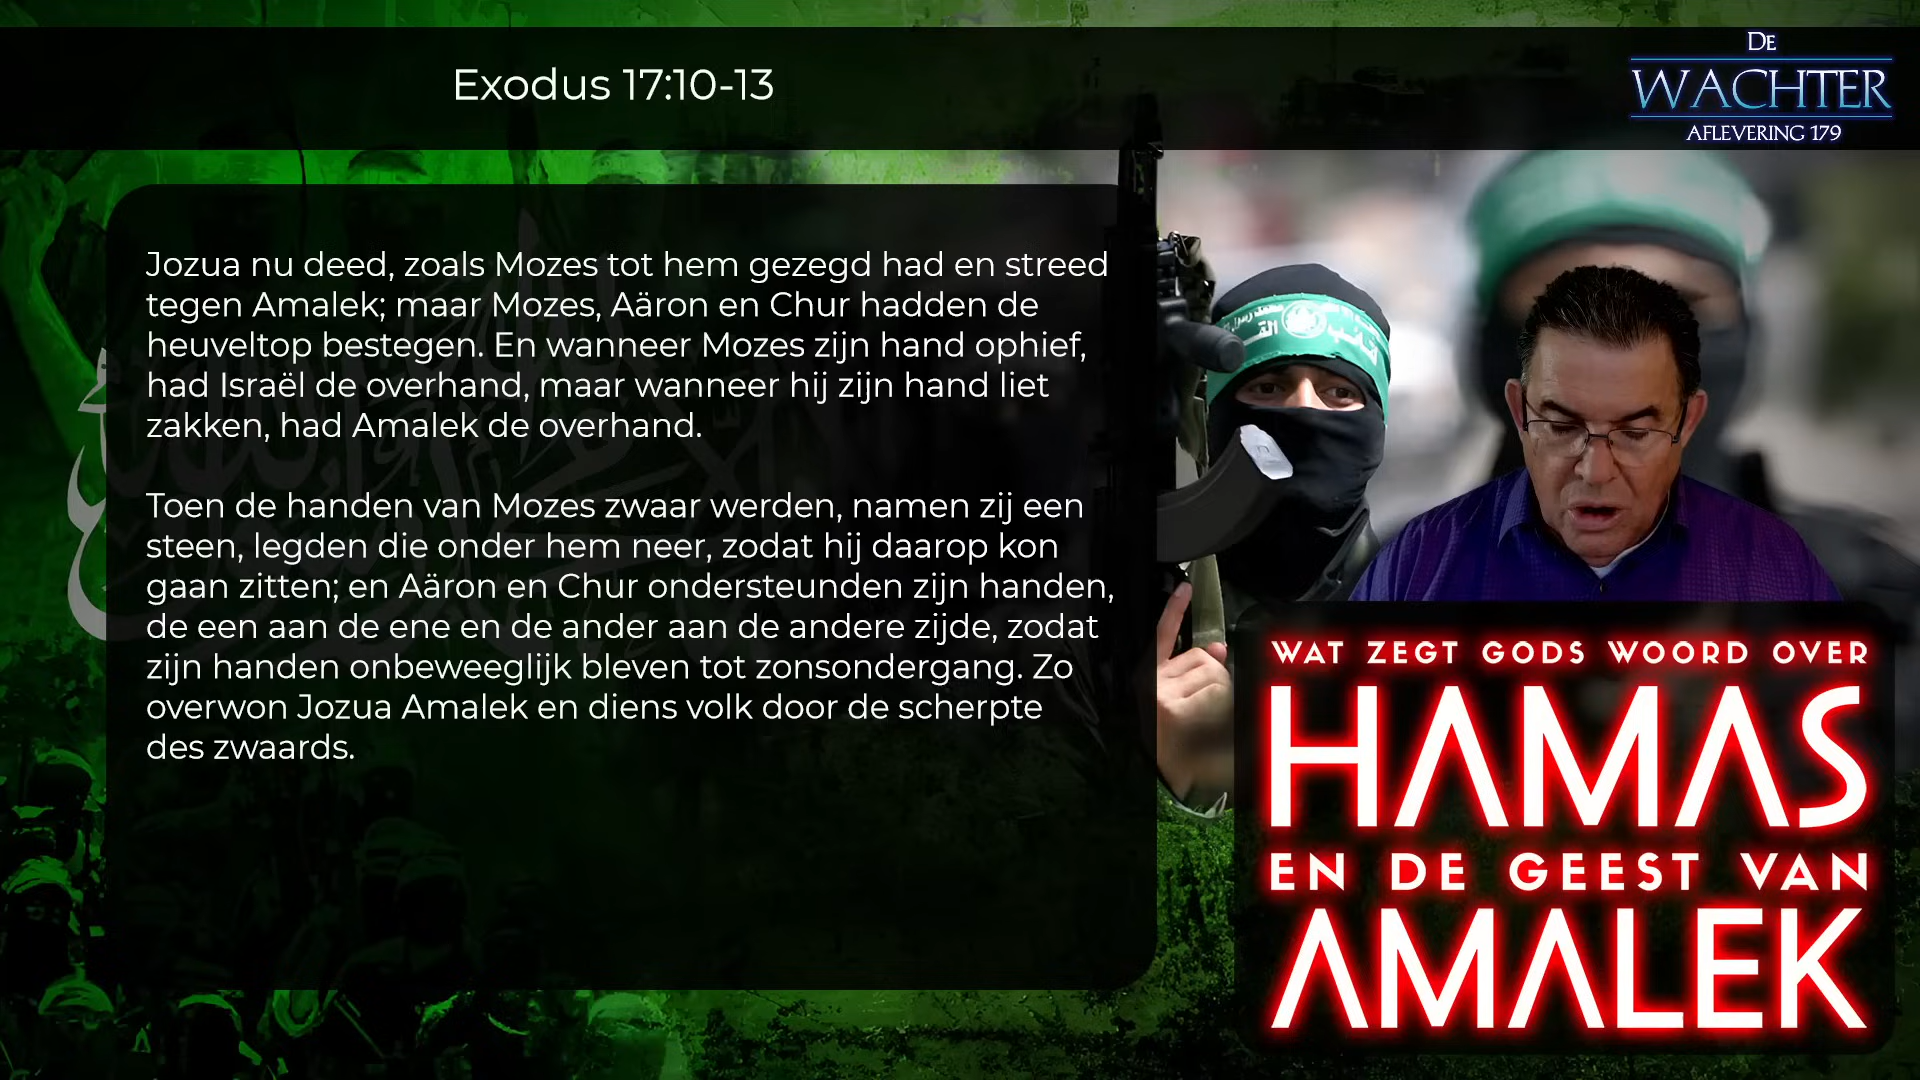 Exodus 17:10-13
DE
WACHTER
AFLEVERING 179
Jozua nu deed, zoals Mozes tot hem gezegd had en streed
tegen Amalek; maar Mozes, Aäron en Chur hadden de
heuveltop bestegen. En wanneer Mozes zijn hand ophief,
had Israël de overhand, maar wanneer hij zijn hand liet
zakken, had Amalek de overhand.
Toen de handen van Mozes zwaar werden, namen zij een
steen, legden die onder hem neer, zodat hij daarop kon
gaan zitten; en Aäron en Chur ondersteunden zijn handen,
de een aan de ene en de ander aan de andere zijde, zodat
zijn handen onbeweeglijk bleven tot zonsondergang. Zo
overwon Jozua Amalek en diens volk door de scherpte
des zwaards.
WAT ZEGT GODS WOORD OVER
HAMAS
EN DE GEEST VAN
AMALEK